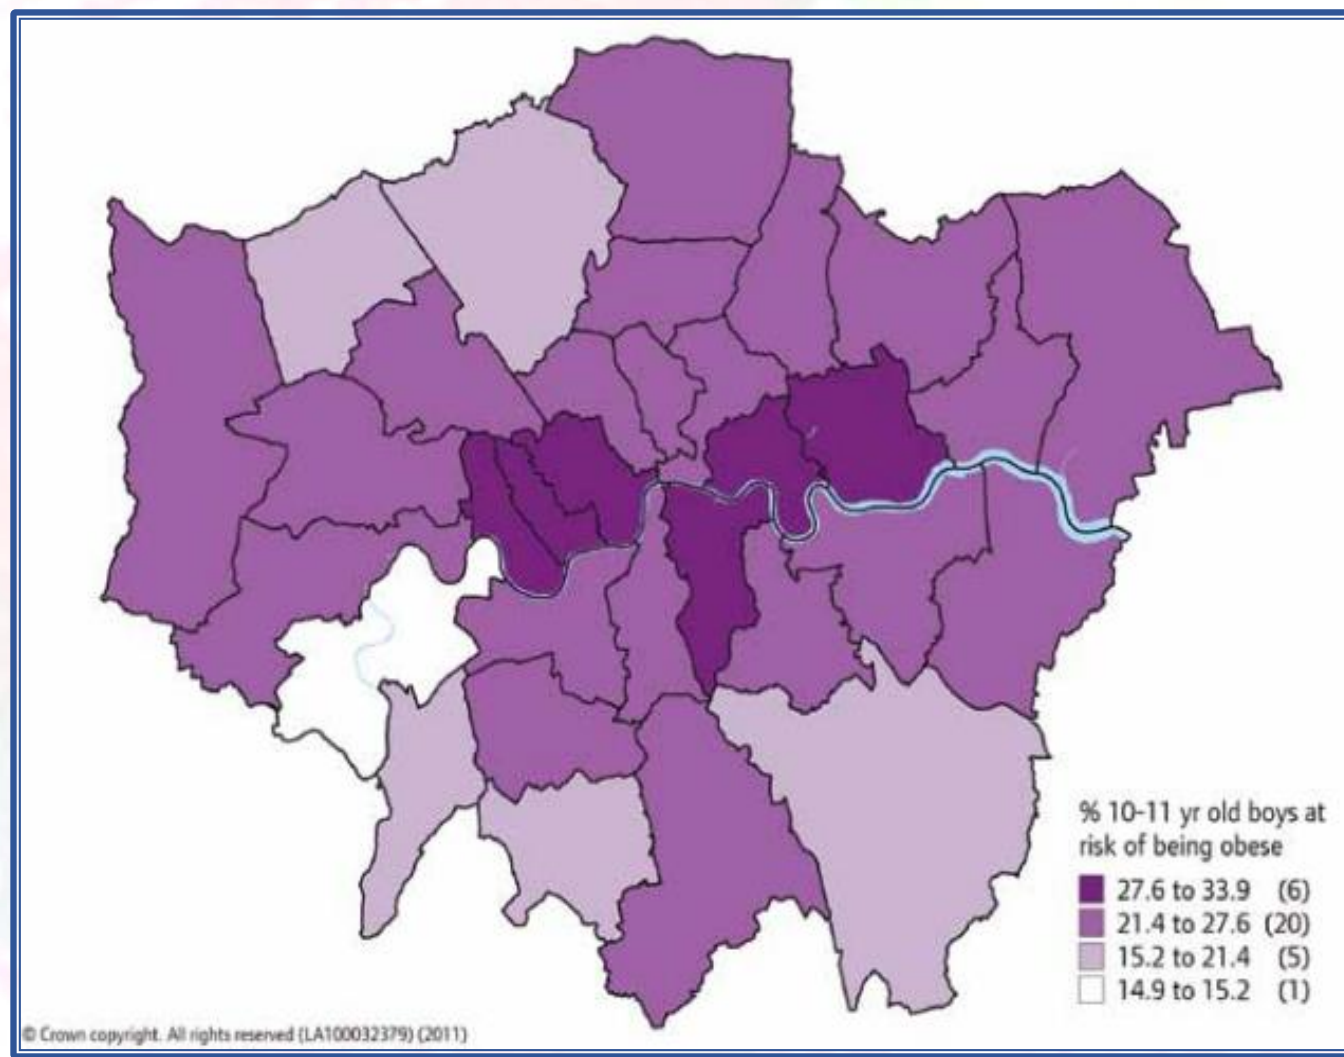 % 10-11 yr old boys at
risk of being obese
27.6 to 33.9 (6)
21.4 to 27.6 (20)
15.2 to 21.4 (5)
14.9 to 15.2 (1)
© Crown copyright. All rights reserved (LA100032379) (2011)